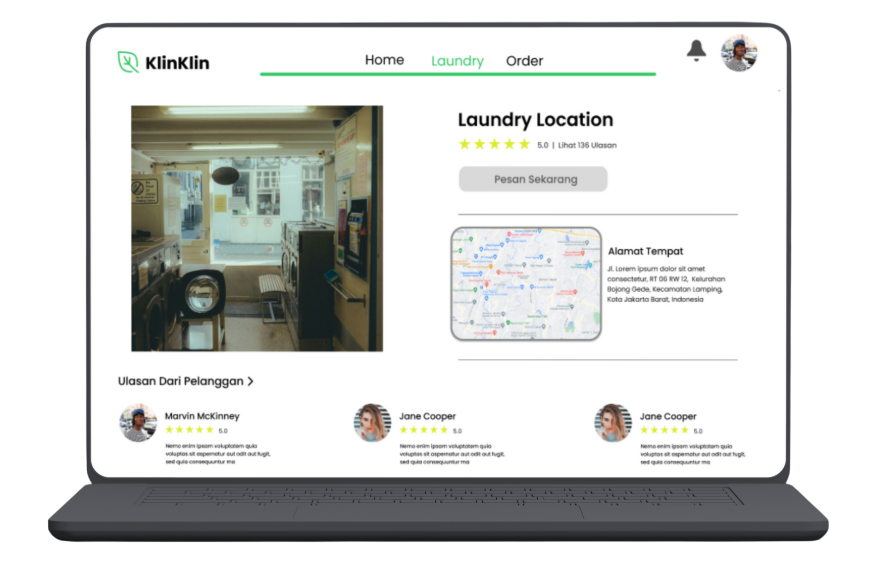 KlinKlin
Home
Laundry
Order
Laundry Location
5.0 | Lihat 136 Ulasan
Pesan Sekarang
Alamat Tempat
Jl. Lorem ipsum dolor sit amet
consectetur, RT 06 RW 12, Kelurahan
Bojong Gede, Kecamatan Lamping,
Kota Jakarta Barat, Indonesia
Ulasan Dari Pelanggan >
Marvin McKinney
5.0
Nemo enim ipsam voluptatem quia
voluptas sit aspernatur aut odit aut fugit,
sed quia consequuntur ma
Jane Cooper
5.0
Nemo enim ipsam voluptatem quia
voluptas sit aspernatur aut odit aut fugit,
sed quia consequuntur ma
Jane Cooper
5.0
Nemo enim ipsam voluptatem quia
voluptas sit aspernatur aut odit aut fugit,
sed quia consequuntur ma